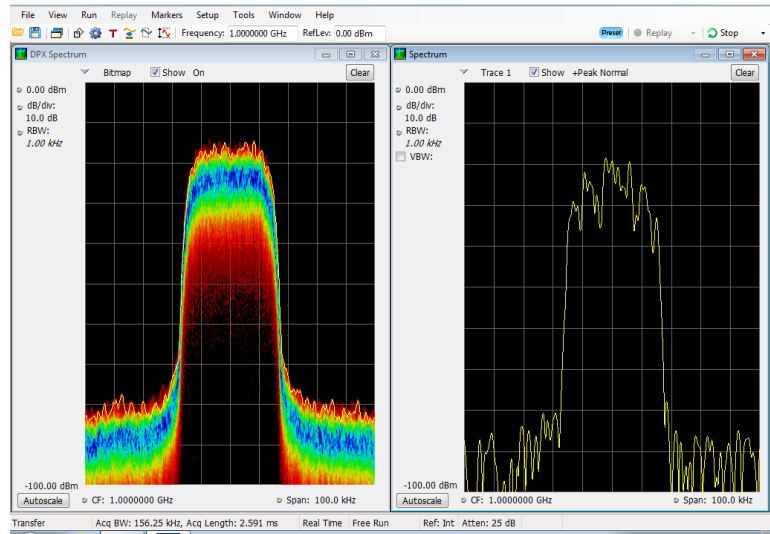 File View Run Replay Markers Setup Tools Window Help
T Frequency: 1.0000000 GHz RefLev: 0.00 dBm Preset Replay Stop
DPX Spectrum
Bitmap Show On Clear
0.00 dBm
dB/div:
10.0 dB
RBW:
1.00 kHz
-100.00 dBm
Autoscale CF: 1.0000000 GHz Span: 100.0 kHz
Spectrum
Trace 1 Show +Peak Normal Clear
0.00 dBm
dB/div:
10.0 dB
RBW:
1.00 kHz
VBW:
-100.00 dBm
Autoscale CF: 1.0000000 GHz Span: 100.0 kHz
Transfer Acq BW: 156.25 kHz, Acq Length: 2.591 ms Real Time Free Run Ref: Int Atten: 25 dB